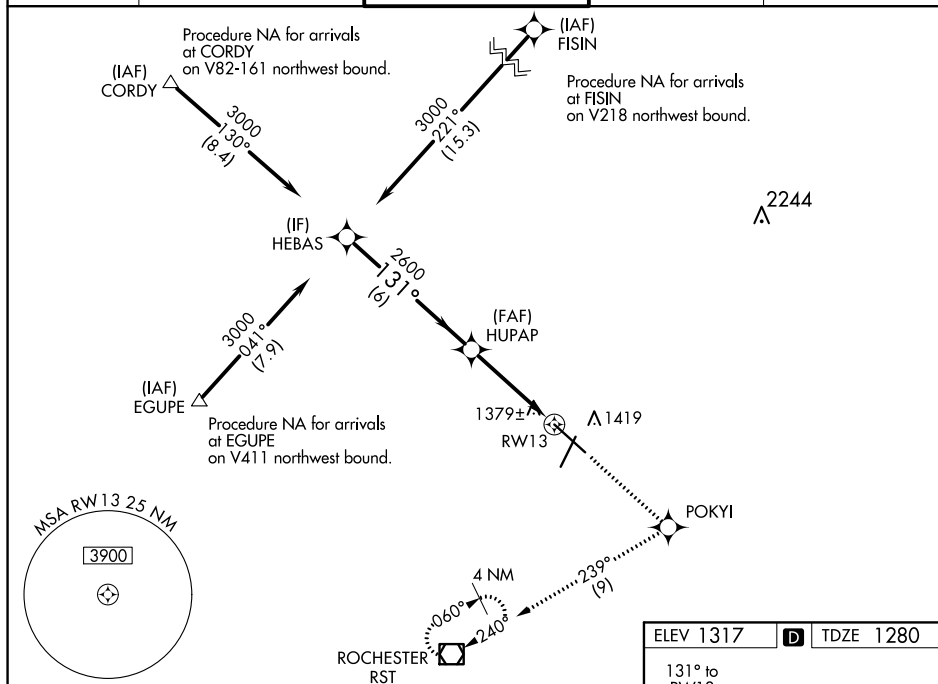 (IAF)
FISIN
Procedure NA for arrivals
at CORDY
on V82-161 northwest bound.
(IAF)
CORDY
Procedure NA for arrivals
at FISIN
on V218 northwest bound.
3000
130°
(8.4)
3000
221°
(15.3)
2244
(IF)
HEBAS
2600
131°
(6)
(FAF)
HUPAP
3000
041°
(7.9)
(IAF)
EGUPE
Procedure NA for arrivals
at EGUPE
on V411 northwest bound.
1379±
1419
RW13
POKYI
MSA RW13 25 NM
3900
4 NM
239°
(9)
060°
240°
ROCHESTER
RST
ELEV 1317
D
TDZE 1280
131° to
RW13